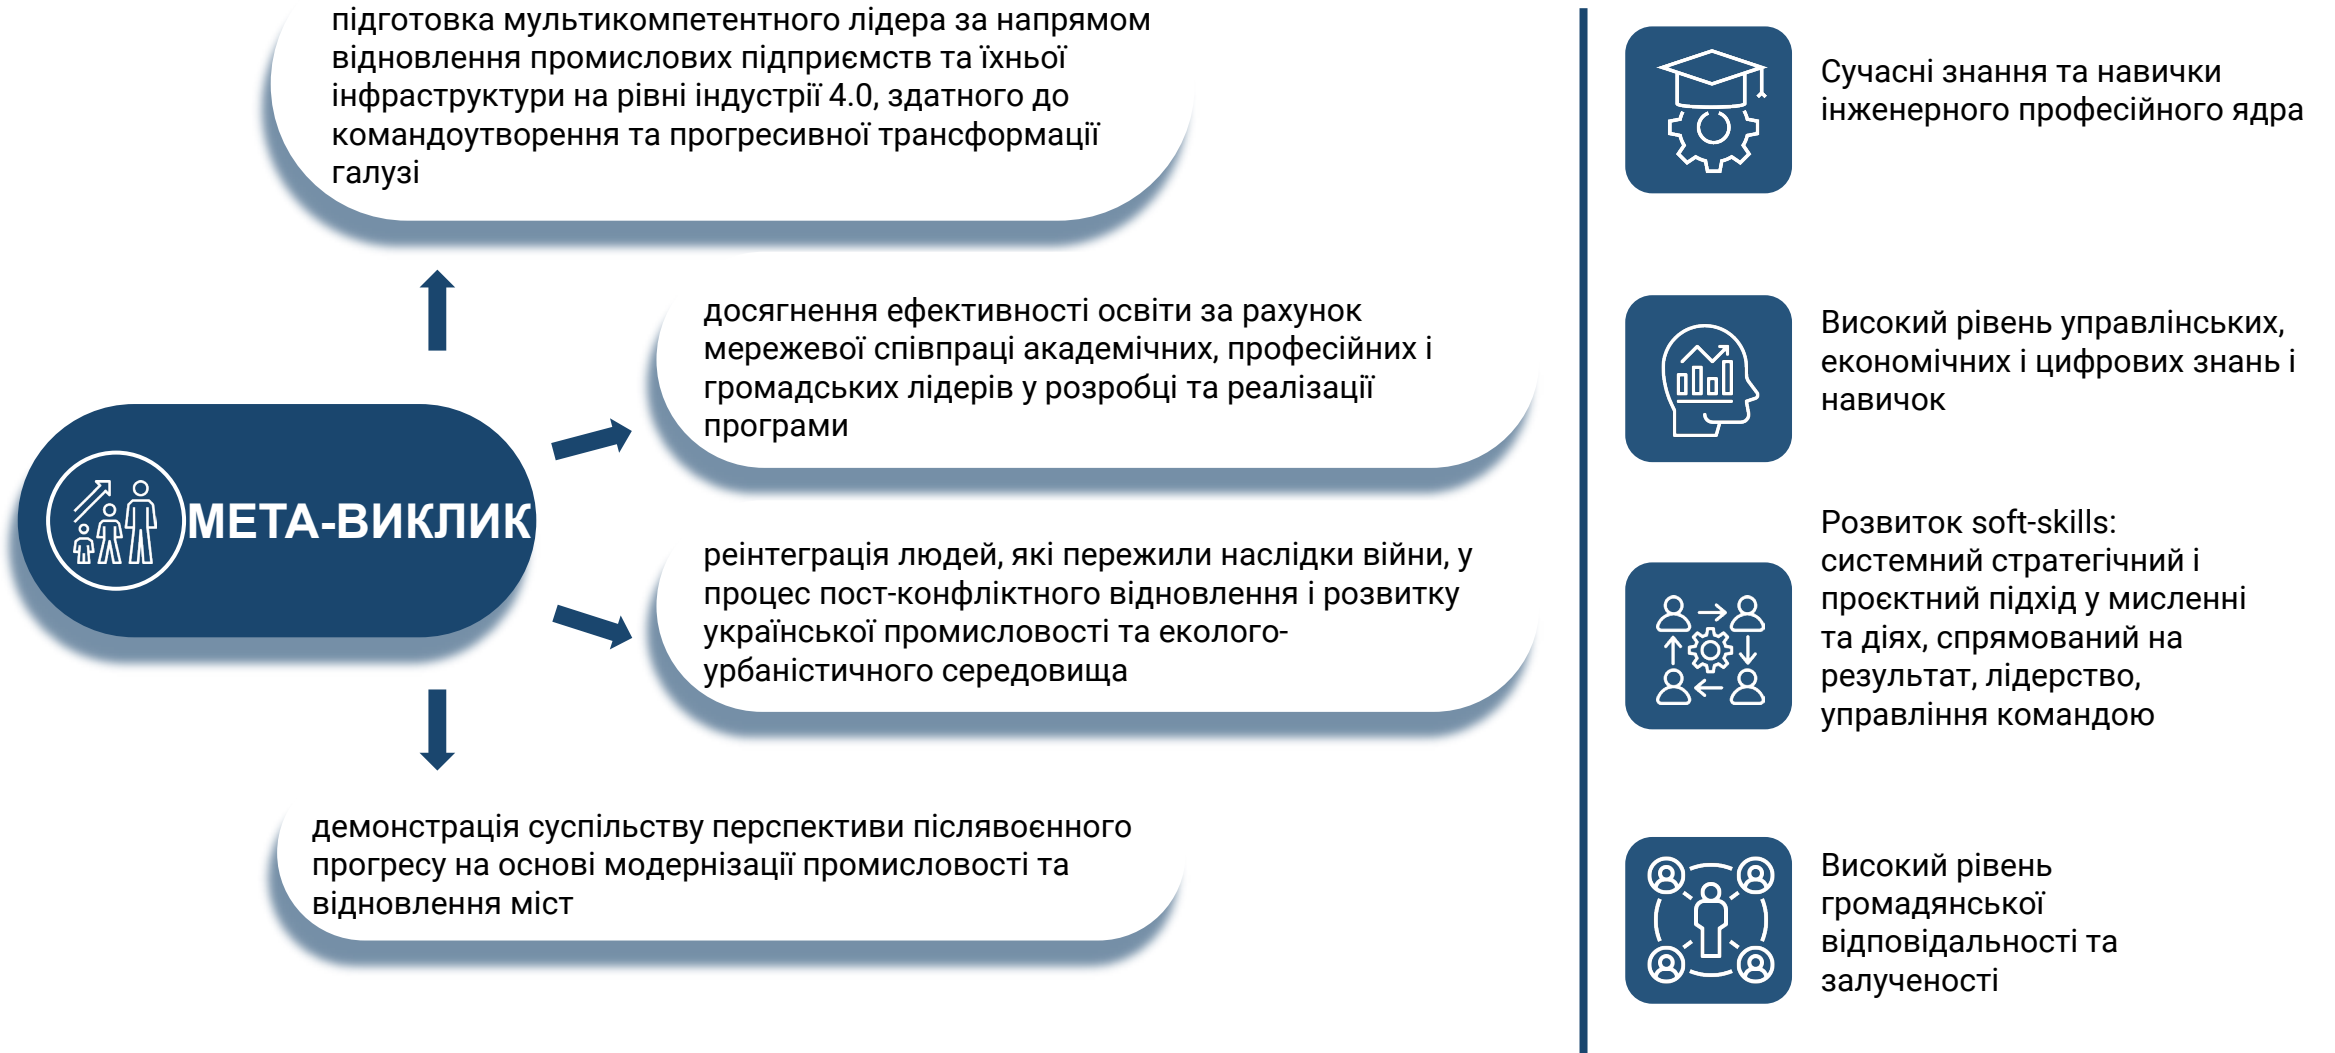 підготовка мультикомпетентного лідера за напрямом
відновлення промислових підприємств та їхньої
інфраструктури на рівні індустрії 4.0, здатного до
командоутворення та прогресивної трансформації
галузі
досягнення ефективності освіти за рахунок
мережевої співпраці академічних, професійних і
громадських лідерів у розробці та реалізації
програми
МЕТА-ВИКЛИК
реінтеграція людей, які пережили наслідки війни, у
процес пост-конфліктного відновлення і розвитку
української промисловості та еколого-
урбаністичного середовища
демонстрація суспільству перспективи післявоєнного
прогресу на основі модернізації промисловості та
відновлення міст
Сучасні знання та навички
інженерного професійного ядра
Високий рівень управлінських,
економічних і цифрових знань і
навичок
Розвиток soft-skills:
системний стратегічний і
проєктний підхід у мисленні
та діях, спрямований на
результат, лідерство,
управління командою
Високий рівень
громадянської
відповідальності та
залученості